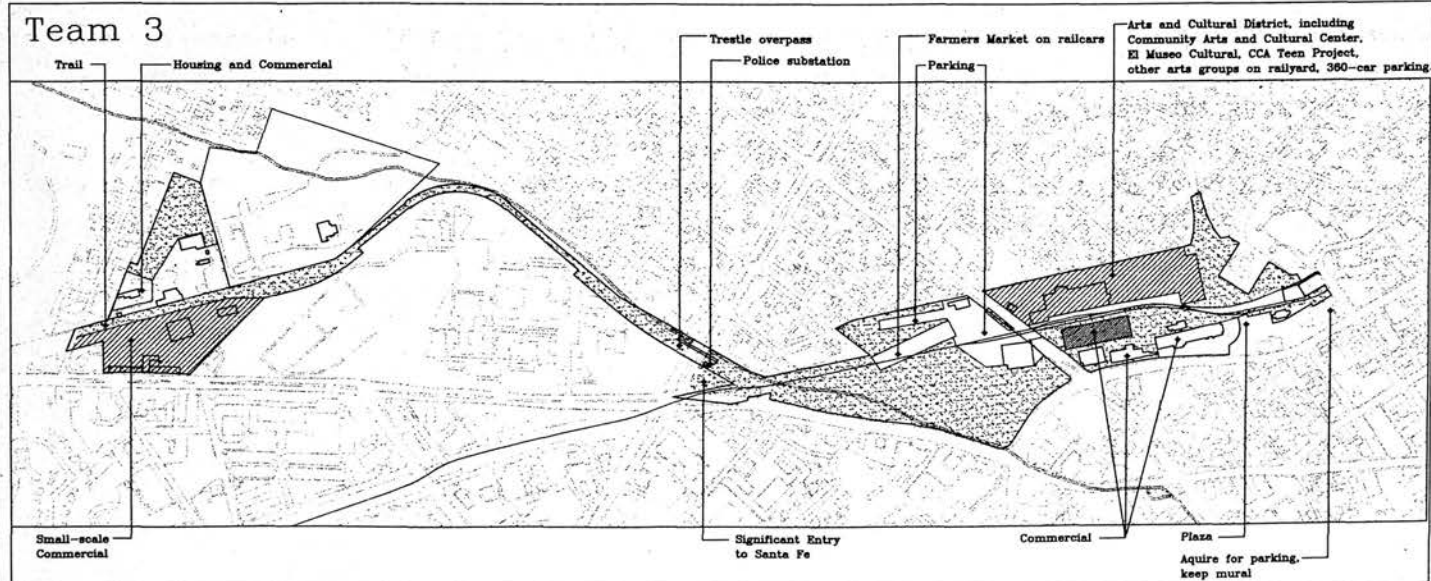 Team 3
Trail
Housing and Commercial
Trestle overpass
Police substation
Farmers Market on railcars
Parking
Arts and Cultural District, including
Community Arts and Cultural Center,
El Museo Cultural, CCA Teen Project,
other arts groups on railyard, 360-car parking.
Small-scale
Commercial
Significant Entry
to Santa Fe
Commercial
Plaza
Aquire for parking,
keep mural